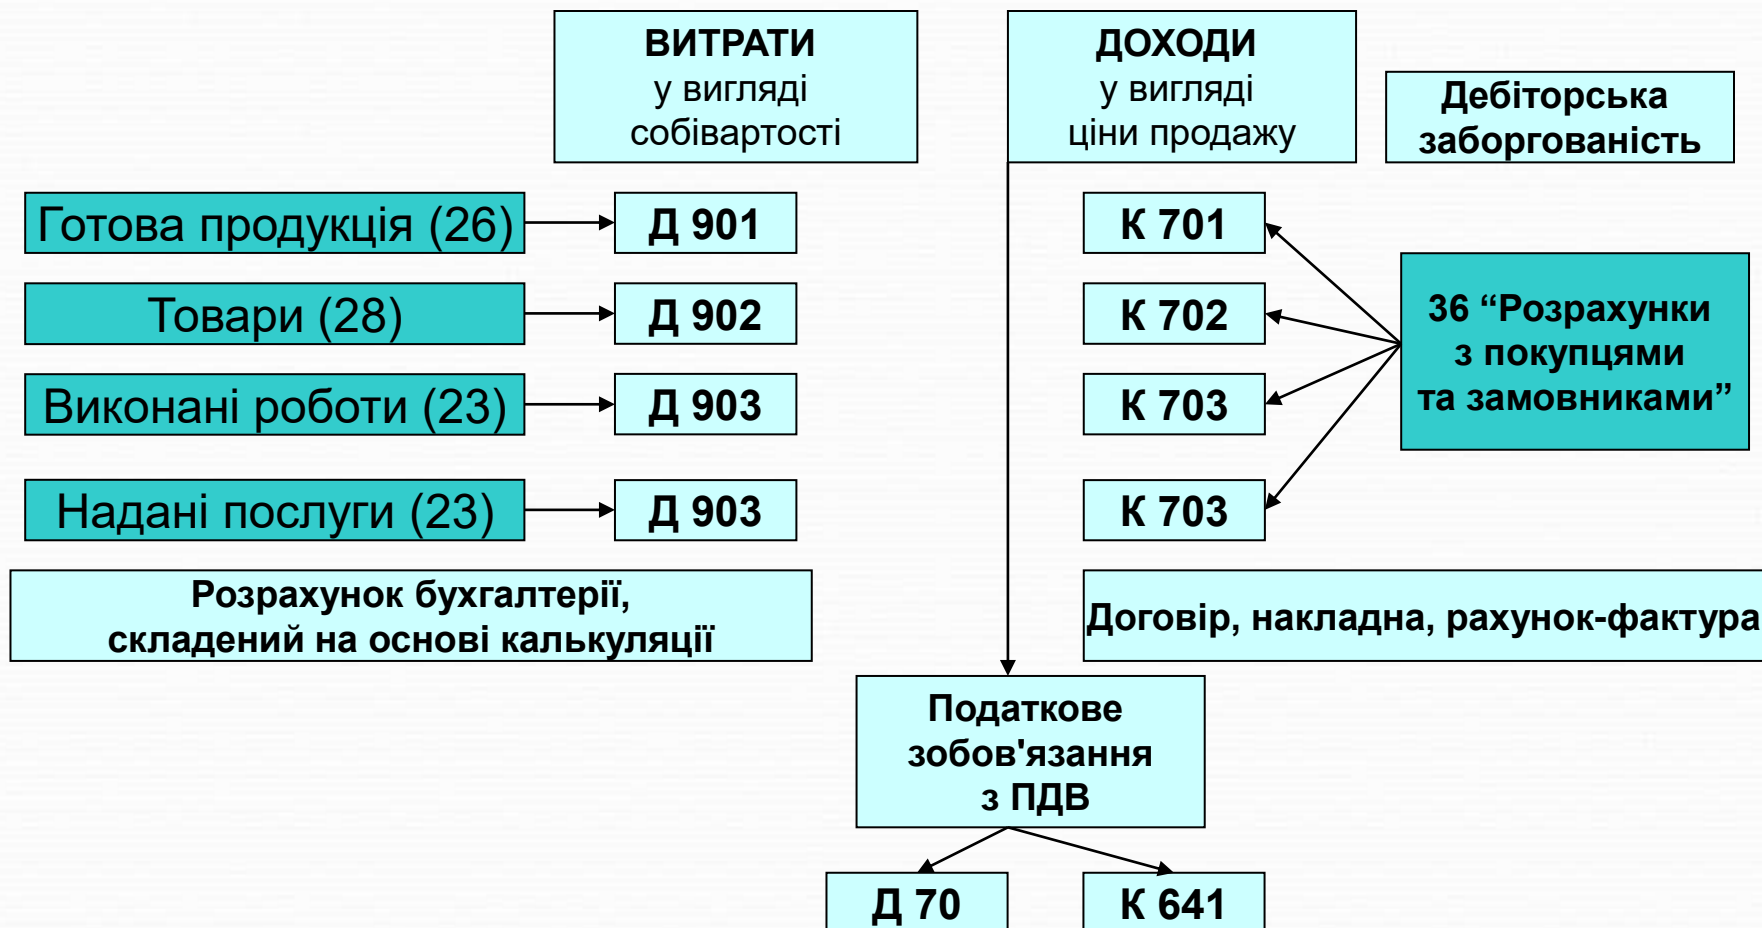 ВИТРАТИ
у вигляді
собівартості
ДОХОДИ
у вигляді
ціни продажу
Дебіторська
заборгованість
Готова продукція (26)
Д 901
К 701
Товари (28)
Д 902
К 702
36 “Розрахунки
з покупцями
та замовниками”
Виконані роботи (23)
Д 903
К 703
Надані послуги (23)
Д 903
К 703
Розрахунок бухгалтерії,
складений на основі калькуляції
Договір, накладна, рахунок-фактура
Податкове
зобов'язання
з ПДВ
Д 70
К 641